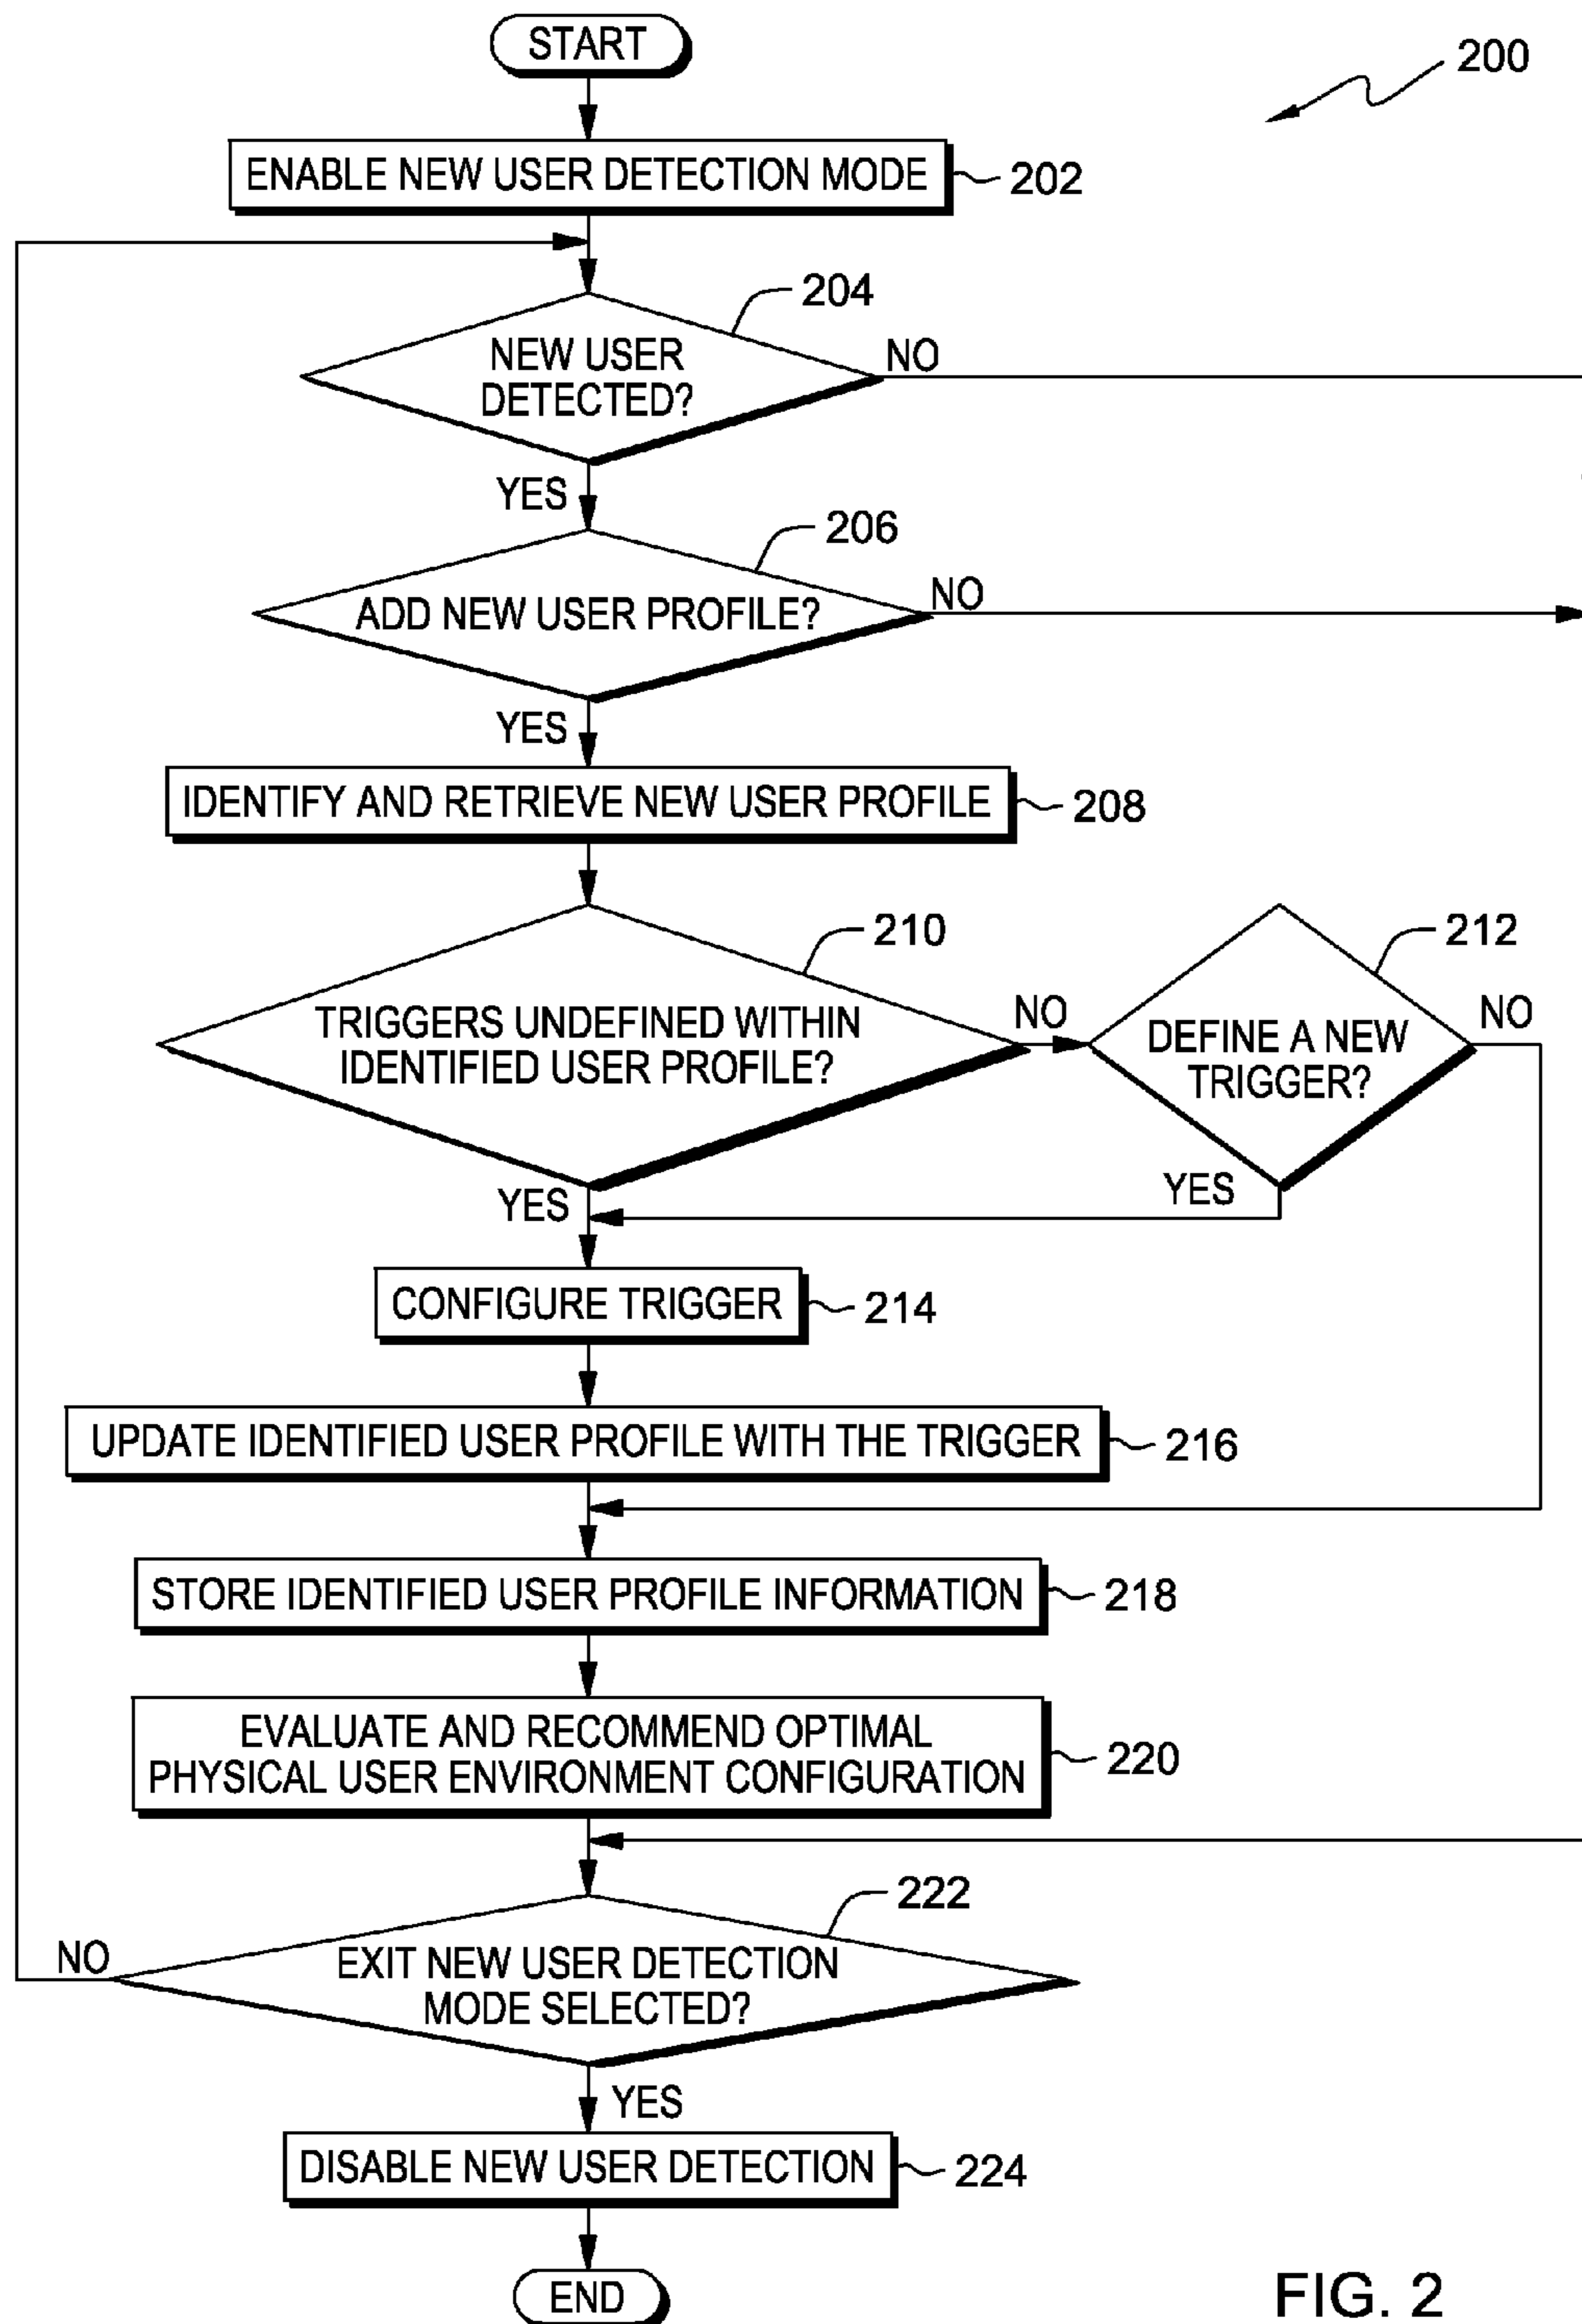 START
200
ENABLE NEW USER DETECTION MODE
202
204
NEW USER
DETECTED?
NO
YES
206
ADD NEW USER PROFILE?
NO
YES
IDENTIFY AND RETRIEVE NEW USER PROFILE
208
210
TRIGGERS UNDEFINED WITHIN
IDENTIFIED USER PROFILE?
NO
YES
212
DEFINE A NEW
TRIGGER?
NO
YES
CONFIGURE TRIGGER
214
UPDATE IDENTIFIED USER PROFILE WITH THE TRIGGER
216
STORE IDENTIFIED USER PROFILE INFORMATION
218
EVALUATE AND RECOMMEND OPTIMAL
PHYSICAL USER ENVIRONMENT CONFIGURATION
220
222
EXIT NEW USER DETECTION
MODE SELECTED?
NO
YES
DISABLE NEW USER DETECTION
224
END
FIG. 2